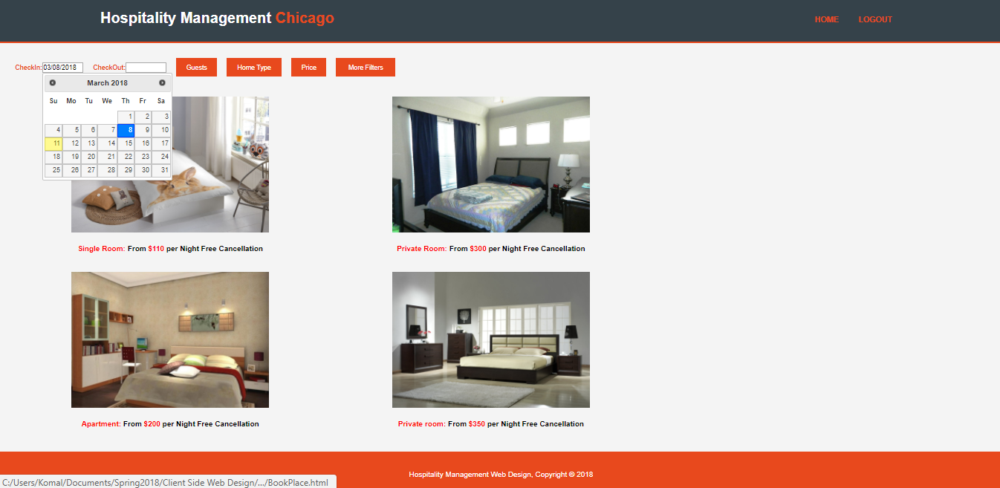 Hospitality Management Chicago
HOME LOGOUT
CheckIn: 03/08/2018 CheckOut: Guests Home Type Price More Filters
March 2018
Su Mo Tu We Th Fr Sa
1 2 3
4 5 6 7 8 9 10
11 12 13 14 15 16 17
18 19 20 21 22 23 24
25 26 27 28 29 30 31
Single Room: From $110 per Night Free Cancellation
Private Room: From $300 per Night Free Cancellation
Apartment: From $200 per Night Free Cancellation
Private room: From $350 per Night Free Cancellation
Hospitality Management Web Design, Copyright © 2018
C:/Users/Komal/Documents/Spring2018/Client Side Web Design/.../BookPlace.html